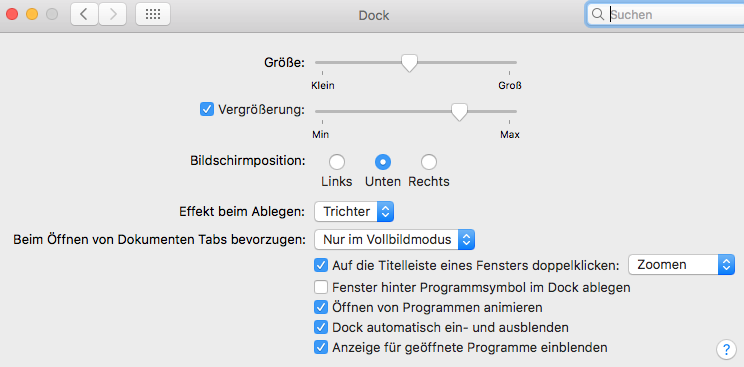 Dock
Suchen
Größe:
Klein Groß
Vergrößerung:
Min Max
Bildschirmposition:
Links Unten Rechts
Effekt beim Ablegen: Trichter
Beim Öffnen von Dokumenten Tabs bevorzugen: Nur im Vollbildmodus
Auf die Titelleiste eines Fensters doppelklicken: Zoomen
Fenster hinter Programmsymbol im Dock ablegen
Öffnen von Programmen animieren
Dock automatisch ein- und ausblenden
Anzeige für geöffnete Programme einblenden
?